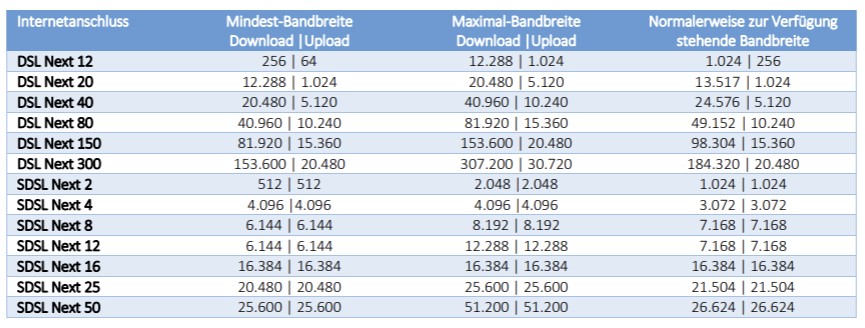 Internetanschluss Mindest-Bandbreite Maximal-Bandbreite Normalerweise zur Verfügung
Download |Upload Download |Upload stehende Bandbreite
DSL Next 12 256 | 64 12.288 | 1.024 1.024 | 256
DSL Next 20 12.288 | 1.024 20.480 | 5.120 13.517 | 1.024
DSL Next 40 20.480 | 5.120 40.960 | 10.240 24.576 | 5.120
DSL Next 80 40.960 | 10.240 81.920 | 15.360 49.152 | 10.240
DSL Next 150 81.920 | 15.360 153.600 | 20.480 98.304 | 15.360
DSL Next 300 153.600 | 20.480 307.200 | 30.720 184.320 | 20.480
SDSL Next 2 512 | 512 2.048 |2.048 1.024 | 1.024
SDSL Next 4 4.096 |4.096 4.096 |4.096 3.072 | 3.072
SDSL Next 8 6.144 | 6.144 8.192 | 8.192 7.168 | 7.168
SDSL Next 12 6.144 | 6.144 12.288 | 12.288 7.168 | 7.168
SDSL Next 16 16.384 | 16.384 16.384 | 16.384 16.384 | 16.384
SDSL Next 25 20.480 | 20.480 25.600 | 25.600 21.504 | 21.504
SDSL Next 50 25.600 | 25.600 51.200 | 51.200 26.624 | 26.624